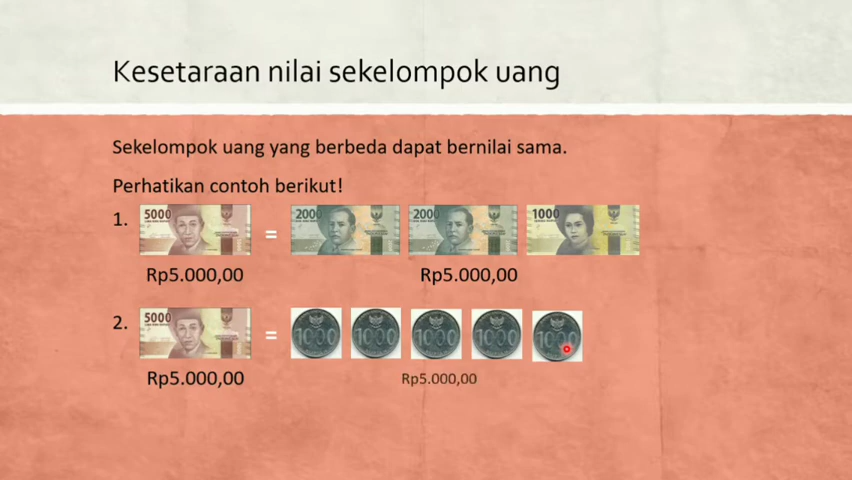 Kesetaraan nilai sekelompok uang
Sekelompok uang yang berbeda dapat bernilai sama.
Perhatikan contoh berikut!
1. 5000 = 2000 2000 1000
Rp5.000,00 Rp5.000,00
2. 5000 = 1000 1000 1000 1000 1000
Rp5.000,00 Rp5.000,00